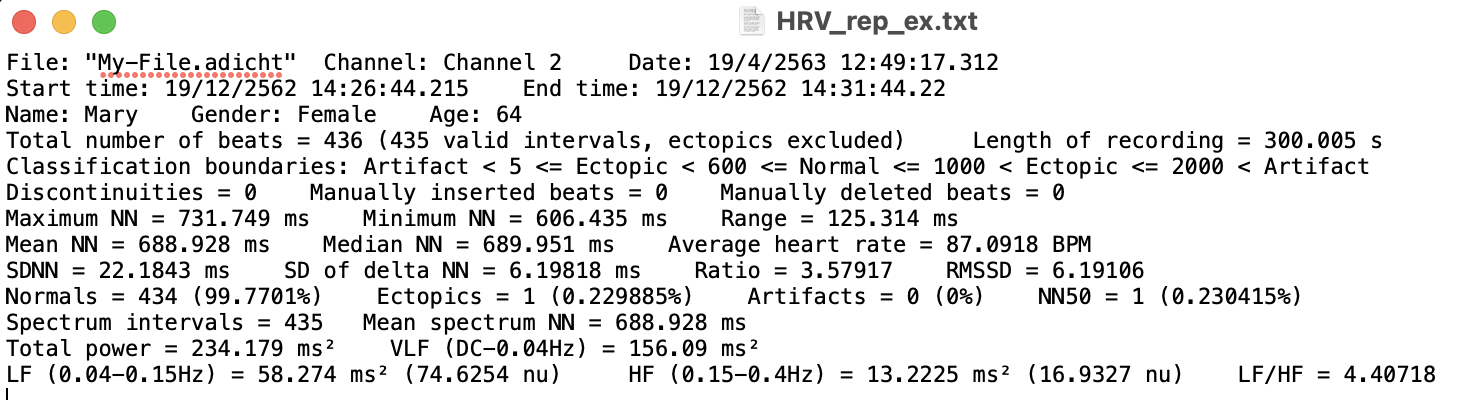 HRV_rep_ex.txt
File: "My-File.adicht"  Channel: Channel 2     Date: 19/4/2563 12:49:17.312
Start time: 19/12/2562 14:26:44.215    End time: 19/12/2562 14:31:44.22
Name: Mary    Gender: Female    Age: 64
Total number of beats = 436 (435 valid intervals, ectopics excluded)     Length of recording = 300.005 s
Classification boundaries: Artifact < 5 <= Ectopic < 600 <= Normal <= 1000 < Ectopic <= 2000 < Artifact
Discontinuities = 0    Manually inserted beats = 0    Manually deleted beats = 0
Maximum NN = 731.749 ms    Minimum NN = 606.435 ms    Range = 125.314 ms
Mean NN = 688.928 ms    Median NN = 689.951 ms    Average heart rate = 87.0918 BPM
SDNN = 22.1843 ms    SD of delta NN = 6.19818 ms    Ratio = 3.57917    RMSSD = 6.19106
Normals = 434 (99.7701%)    Ectopics = 1 (0.229885%)    Artifacts = 0 (0%)    NN50 = 1 (0.230415%)
Spectrum intervals = 435   Mean spectrum NN = 688.928 ms
Total power = 234.179 ms²    VLF (DC-0.04Hz) = 156.09 ms²
LF (0.04-0.15Hz) = 58.274 ms² (74.6254 nu)     HF (0.15-0.4Hz) = 13.2225 ms² (16.9327 nu)    LF/HF = 4.40718